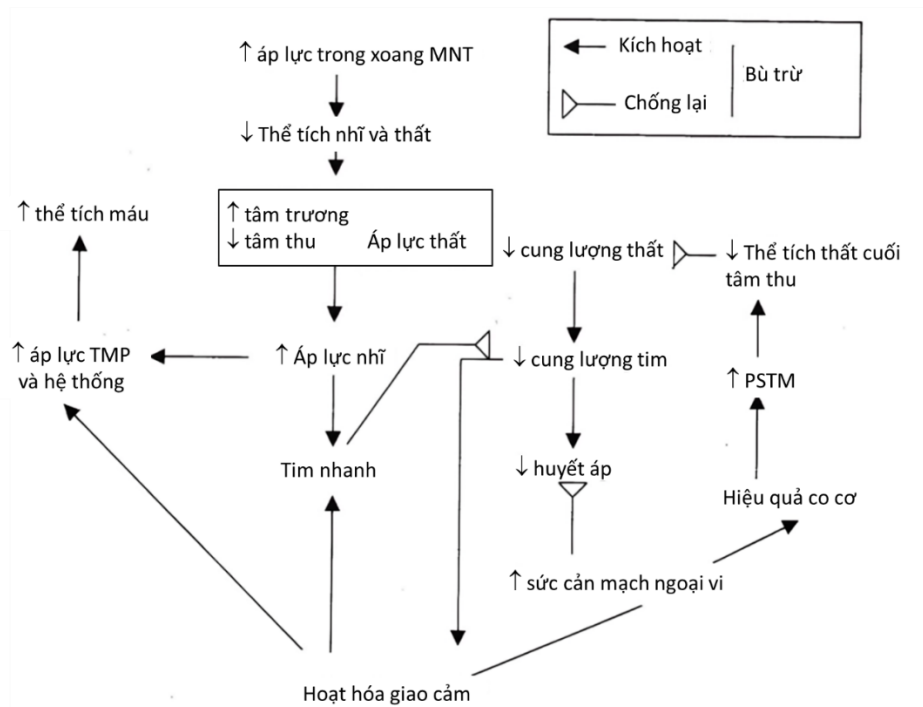 ↑ áp lực trong xoang MNT
Kích hoạt
Bù trừ
Chống lại
↓ Thể tích nhĩ và thất
↑ thể tích máu
↑ tâm trương
↓ tâm thu Áp lực thất
↓ cung lượng thất
↓ Thể tích thất cuối
tâm thu
↑ áp lực TMP
và hệ thống
↑ Áp lực nhĩ
↓ cung lượng tim
↑ PSTM
Tim nhanh
↓ huyết áp
Hiệu quả co cơ
↑ sức cản mạch ngoại vi
Hoạt hóa giao cảm